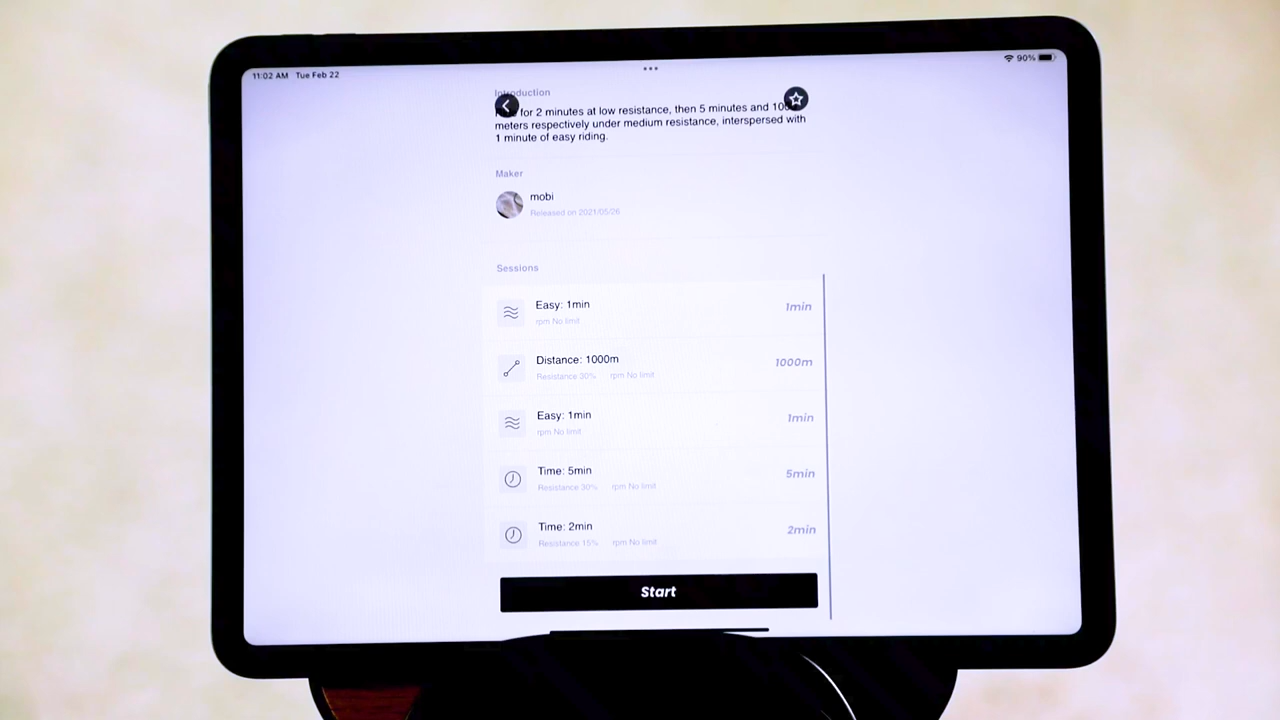 11:02 AM Tue Feb 22
90%
Introduction
for 2 minutes at low resistance, then 5 minutes and
meters respectively under medium resistance, interspersed with
1 minute of easy riding.
Maker
mobi
Released on 2021/05/26
Sessions
Easy: 1min
1min
rpm No limit
Distance: 1000m
1000m
Resistance 30% rpm No limit
Easy: 1min
1min
rpm No limit
Time: 5min
5min
Resistance 30% rpm No limit
Time: 2min
2min
Resistance 15% rpm No limit
Start